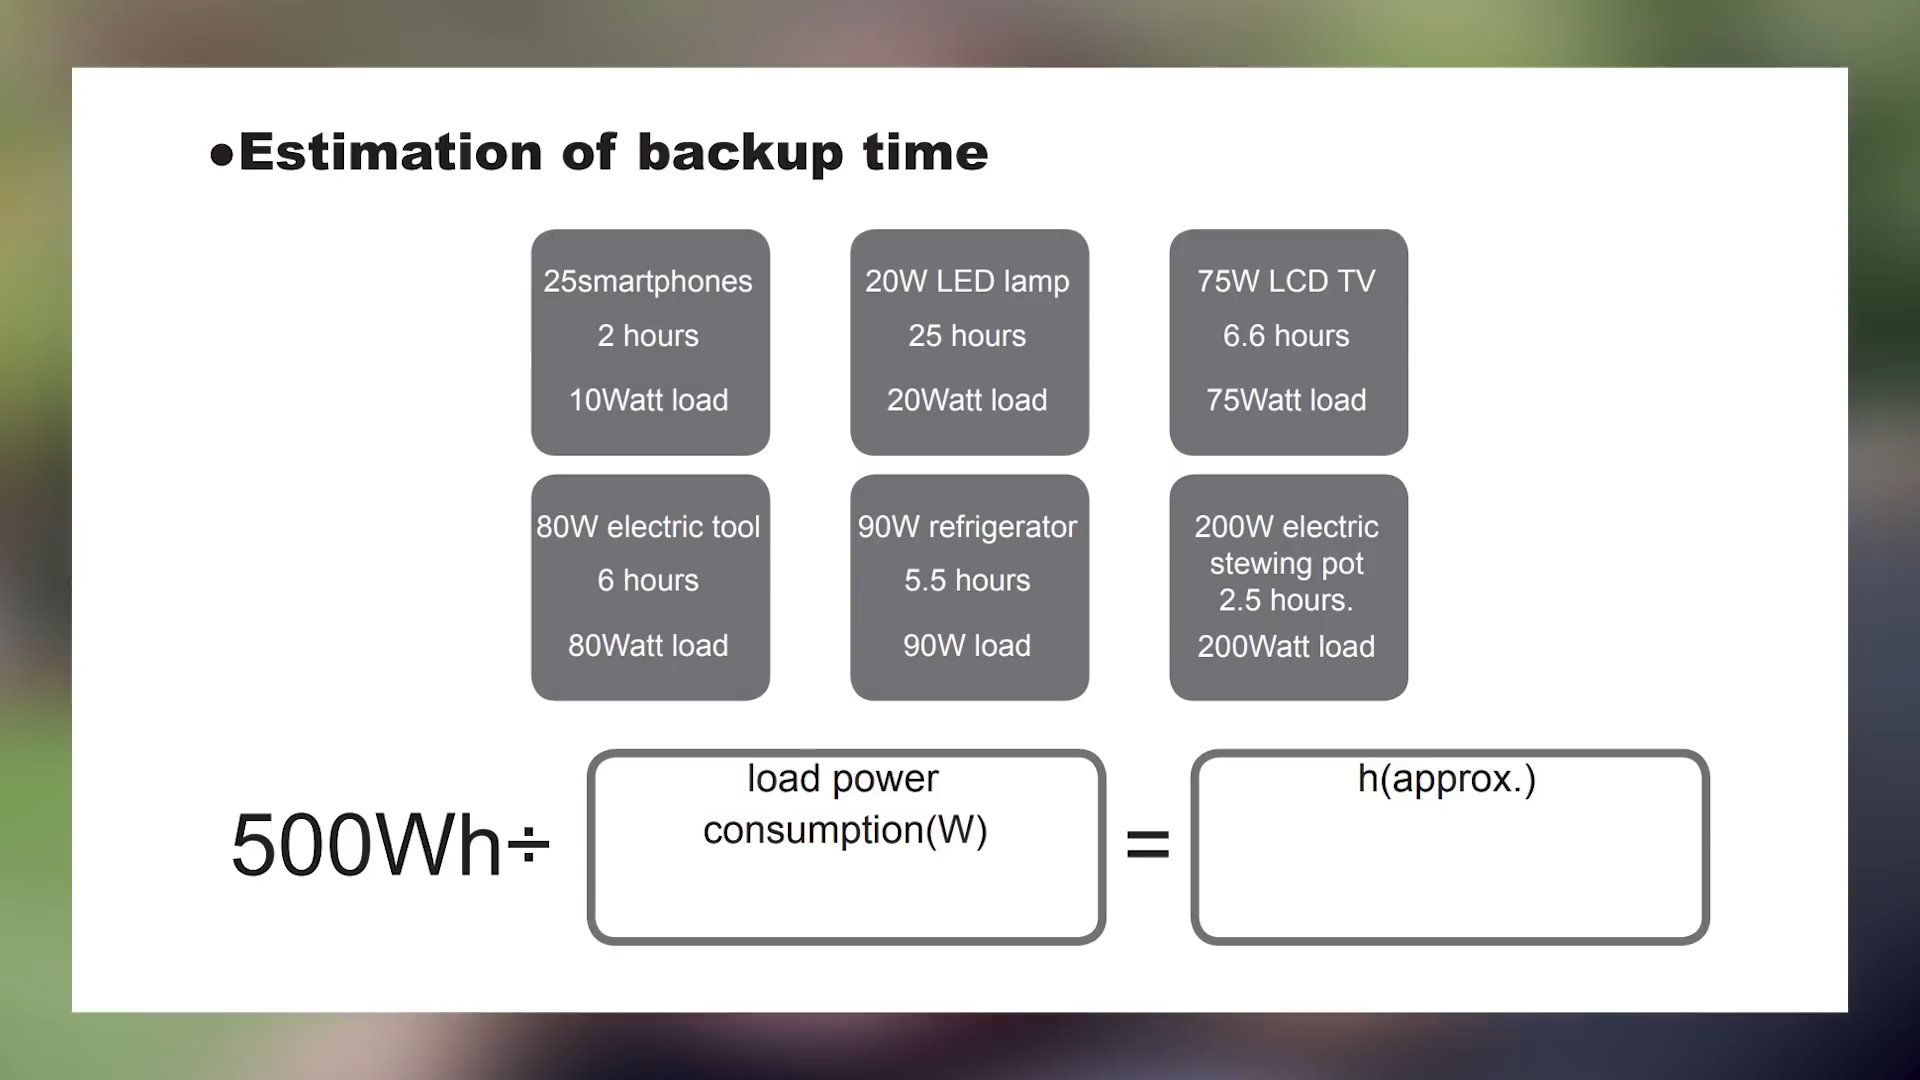 ●Estimation of backup time
25smartphones
2 hours
10Watt load
20W LED lamp
25 hours
20Watt load
75W LCD TV
6.6 hours
75Watt load
80W electric tool
6 hours
80Watt load
90W refrigerator
5.5 hours
90W load
200W electric
stewing pot
2.5 hours.
200Watt load
500Wh÷
load power
consumption(W)
=
h(approx.)